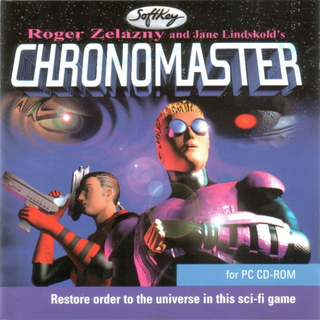 SoftKey
Roger Zelazny and Jane Lindskold's
CHRONOMASTER
for PC CD-ROM
Restore order to the universe in this sci-fi game